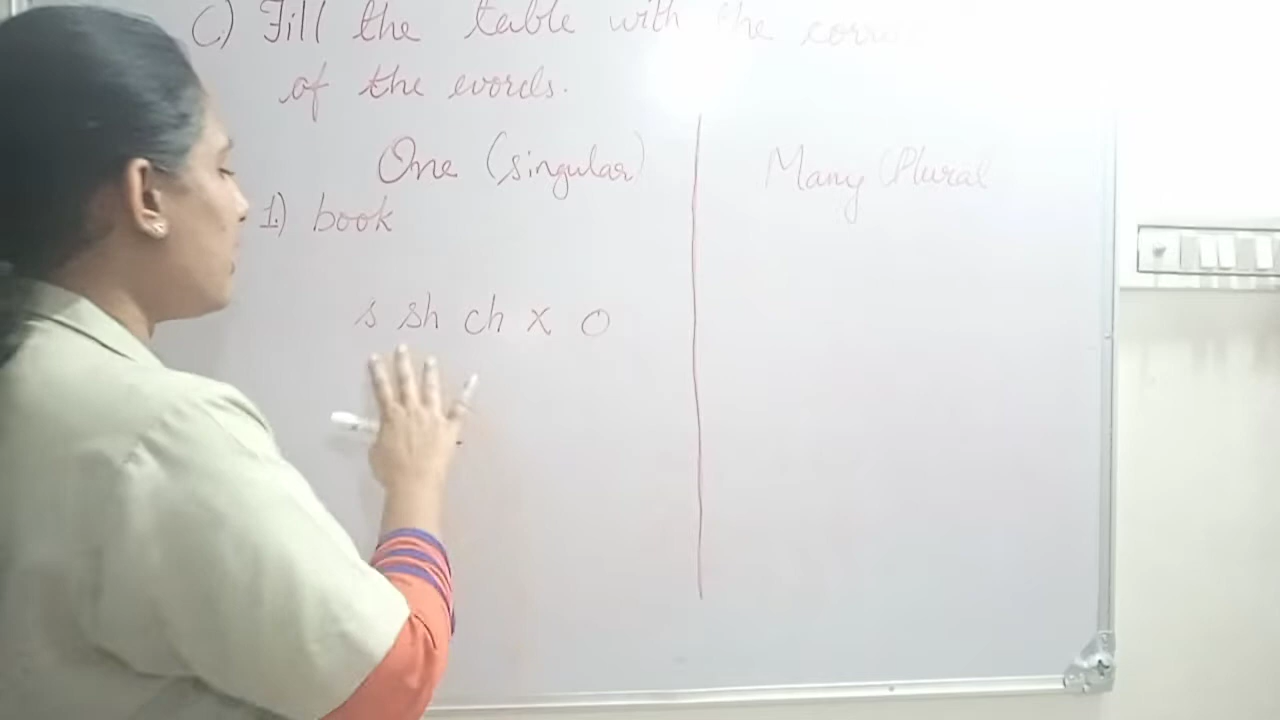 C.) Fill the table with the
of the words.
One (singular) Many (Plural
1.) book
s sh ch x o